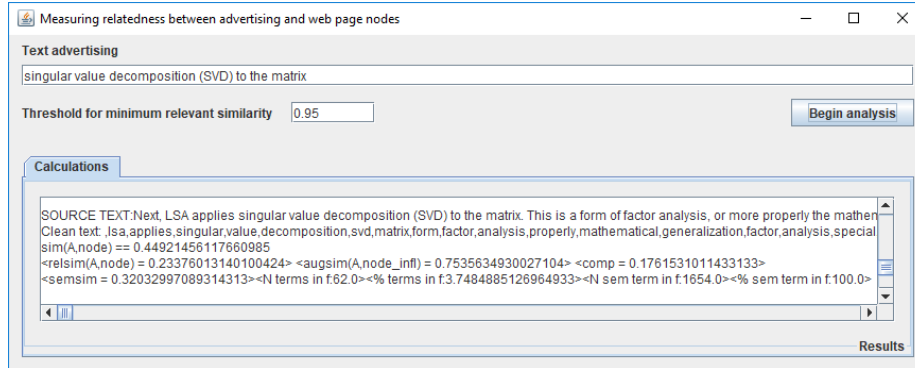 Measuring relatedness between advertising and web page nodes
Text advertising
singular value decomposition (SVD) to the matrix
Threshold for minimum relevant similarity 0.95 Begin analysis
Calculations
SOURCE TEXT:Next, LSA applies singular value decomposition (SVD) to the matrix. This is a form of factor analysis, or more properly the mathen
Clean text: ,lsa,applies,singular,value,decomposition,svd,matrix,form,factor,analysis,properly,mathematical,generalization,factor,analysis,special
sim(A,node) == 0.44921456117660985
<relsim(A,node) = 0.23376013140100424> <augsim(A,node_infl) = 0.7535634930027104> <comp = 0.1761531011433133>
<semsim = 0.32032997089314313><N terms in f:62.0><% terms in f:3.7484885126964933><N sem term in f:1654.0><% sem term in f:100.0>
Results